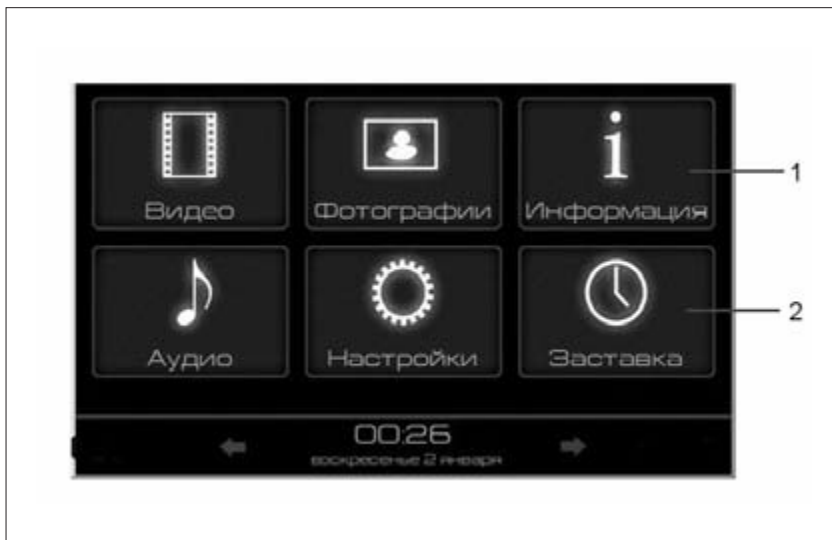 Видео
Фотографии
Информация
1
Аудио
Настройки
Заставка
2
00:26
воскресенье 2 января